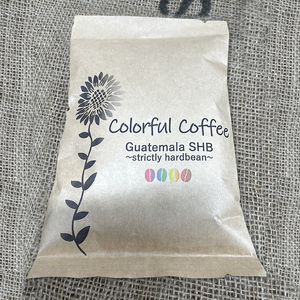 Colorful Coffee
Guatemala SHB
~strictly hardbean~